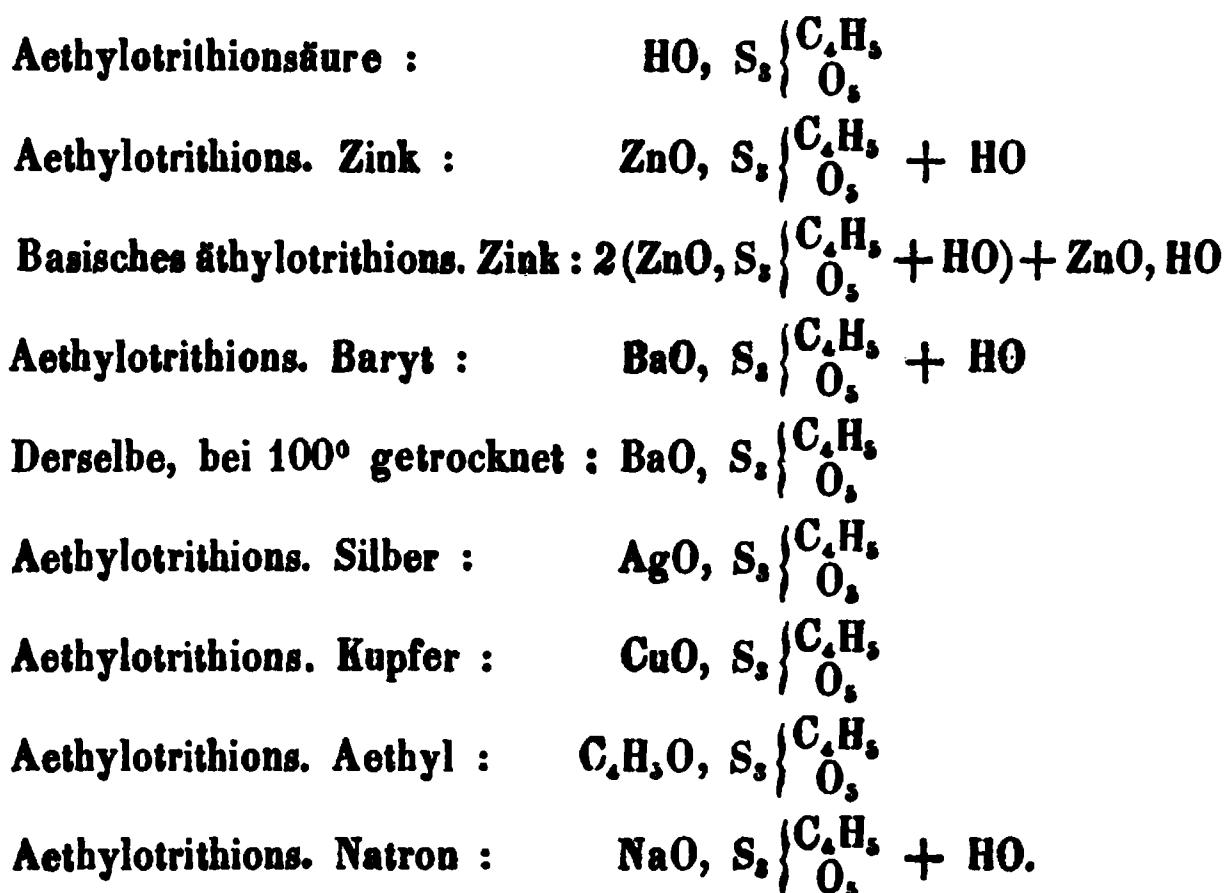 Aethylotrithionsäure : HO, S₃{C₄H₅ O₅
Aethylotrithions. Zink : ZnO, S₃{C₄H₅ O₅ + HO
Basisches äthylotrithions. Zink : 2(ZnO, S₃{C₄H₅ O₅ + HO) + ZnO, HO
Aethylotrithions. Baryt : BaO, S₃{C₄H₅ O₅ + HO
Derselbe, bei 100° getrocknet : BaO, S₃{C₄H₅ O₅
Aethylotrithions. Silber : AgO, S₃{C₄H₅ O₅
Aethylotrithions. Kupfer : CuO, S₃{C₄H₅ O₅
Aethylotrithions. Aethyl : C₄H₅O, S₃{C₄H₅ O₅
Aethylotrithions. Natron : NaO, S₃{C₄H₅ O₅ + HO.